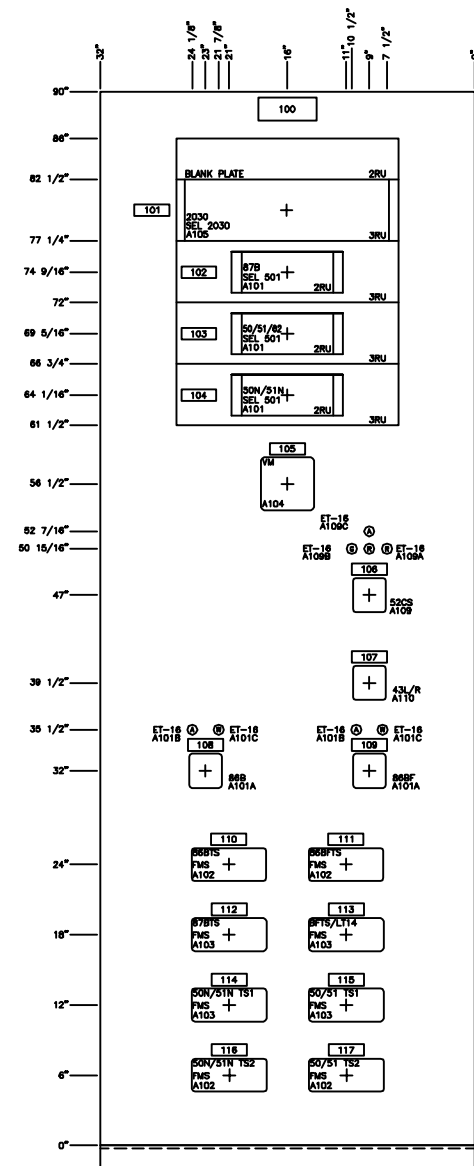 32"
24 1/8"
23"
21 7/8"
21"
16"
11"
10 1/2"
9"
7 1/2"
0"
90"
100
86"
82 1/2"
BLANK PLATE 2RU
101
2030
SEL 2030
A105
3RU
77 1/4"
74 9/16"
102
87B
SEL 501
A101
2RU
3RU
72"
69 5/16"
103
50/51/62
SEL 501
A101
2RU
3RU
66 3/4"
64 1/16"
104
50N/51N
SEL 501
A101
2RU
3RU
61 1/2"
105
VM
56 1/2"
A104
52 7/16"
ET-16
A109C
A
50 15/16"
ET-16
A109B
G
R
R
ET-16
A109A
106
47"
52CS
A109
107
39 1/2"
43L/R
A110
35 1/2"
ET-16
A101B
A
W
ET-16
A101C
ET-16
A101B
A
W
ET-16
A101C
108
109
32"
86B
A101A
86BF
A101A
110
111
24"
86BTS
FMS
A102
86BFTS
FMS
A102
112
113
18"
87BTS
FMS
A103
BFTS/LT14
FMS
A103
114
115
12"
50N/51N TS1
FMS
A103
50/51 TS1
FMS
A103
116
117
6"
50N/51N TS2
FMS
A102
50/51 TS2
FMS
A102
0"